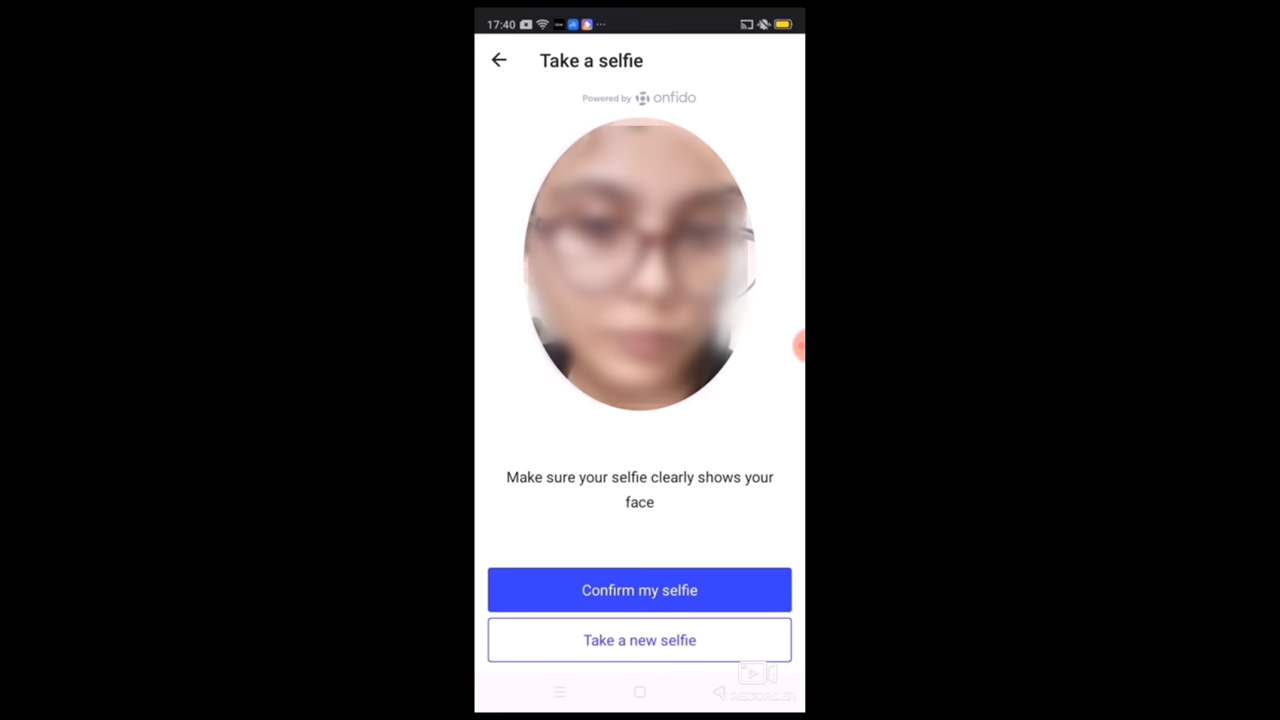 17:40
Take a selfie
Powered by onfido
Make sure your selfie clearly shows your
face
Confirm my selfie
Take a new selfie
RECORDER